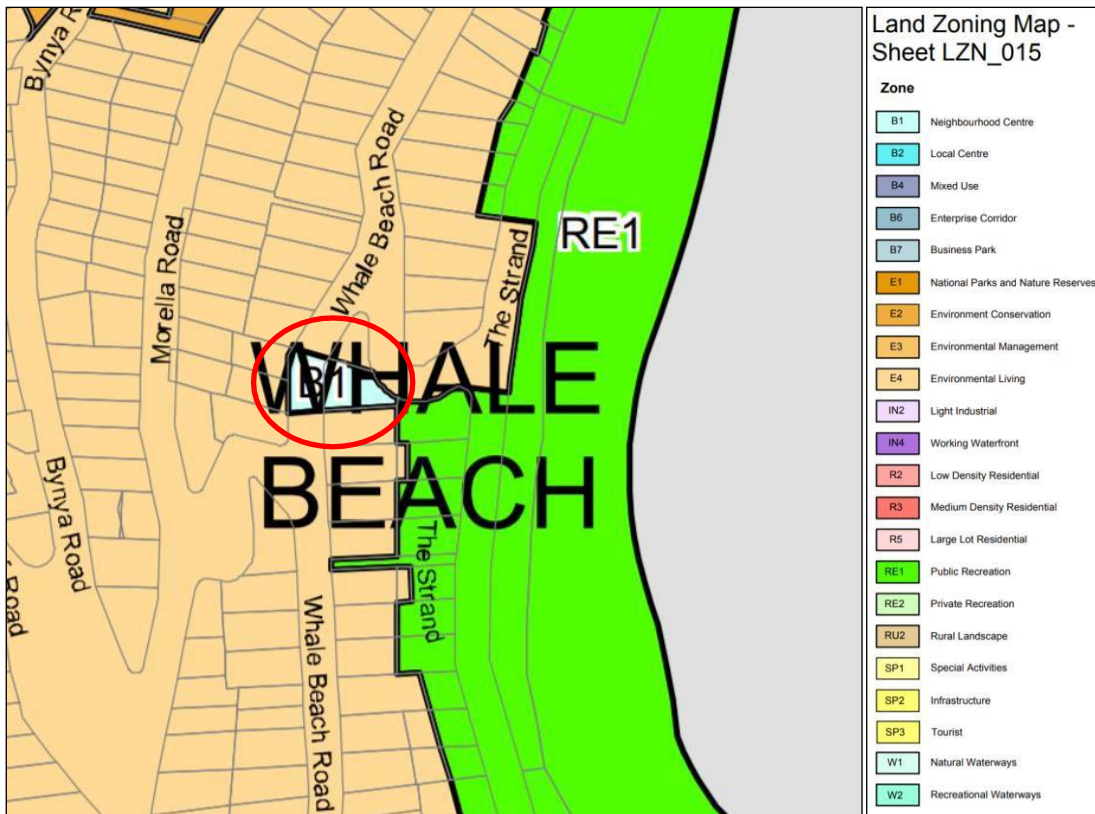 Bynya R
Whale Beach Road
Morella Road
RE1
The Strand
WHALE
B1
BEACH
Bynya Road
The Strand
Road
Whale Beach Road
Land Zoning Map -
Sheet LZN_015
Zone
B1 Neighbourhood Centre
B2 Local Centre
B4 Mixed Use
B6 Enterprise Corridor
B7 Business Park
E1 National Parks and Nature Reserves
E2 Environment Conservation
E3 Environmental Management
E4 Environmental Living
IN2 Light Industrial
IN4 Working Waterfront
R2 Low Density Residential
R3 Medium Density Residential
R5 Large Lot Residential
RE1 Public Recreation
RE2 Private Recreation
RU2 Rural Landscape
SP1 Special Activities
SP2 Infrastructure
SP3 Tourist
W1 Natural Waterways
W2 Recreational Waterways